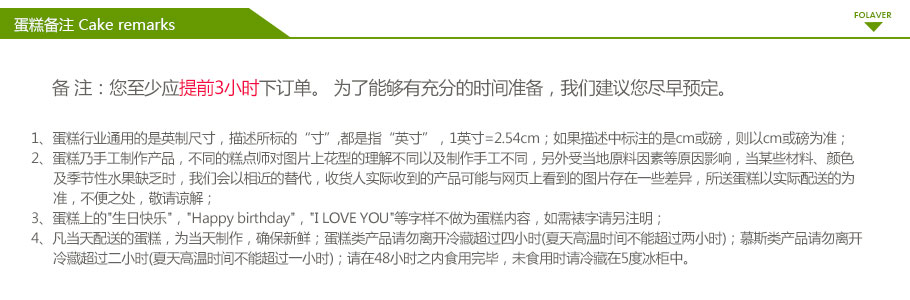 蛋糕备注 Cake remarks
FOLAVER
备 注：您至少应提前3小时下订单。 为了能够有充分的时间准备，我们建议您尽早预定。
1、蛋糕行业通用的是英制尺寸，描述所标的“寸”,都是指“英寸”，1英寸=2.54cm；如果描述中标注的是cm或磅，则以cm或磅为准；
2、蛋糕乃手工制作产品，不同的糕点师对图片上花型的理解不同以及制作手工不同，另外受当地原料因素等原因影响，当某些材料、颜色
及季节性水果缺乏时，我们会以相近的替代，收货人实际收到的产品可能与网页上看到的图片存在一些差异，所送蛋糕以实际配送的为
准，不便之处，敬请谅解；
3、蛋糕上的"生日快乐"，"Happy birthday"，"I LOVE YOU"等字样不做为蛋糕内容，如需裱字请另注明；
4、凡当天配送的蛋糕，为当天制作，确保新鲜；蛋糕类产品请勿离开冷藏超过四小时(夏天高温时间不能超过两小时)；慕斯类产品请勿离开
冷藏超过二小时(夏天高温时间不能超过一小时)；请在48小时之内食用完毕，未食用时请冷藏在5度冰柜中。